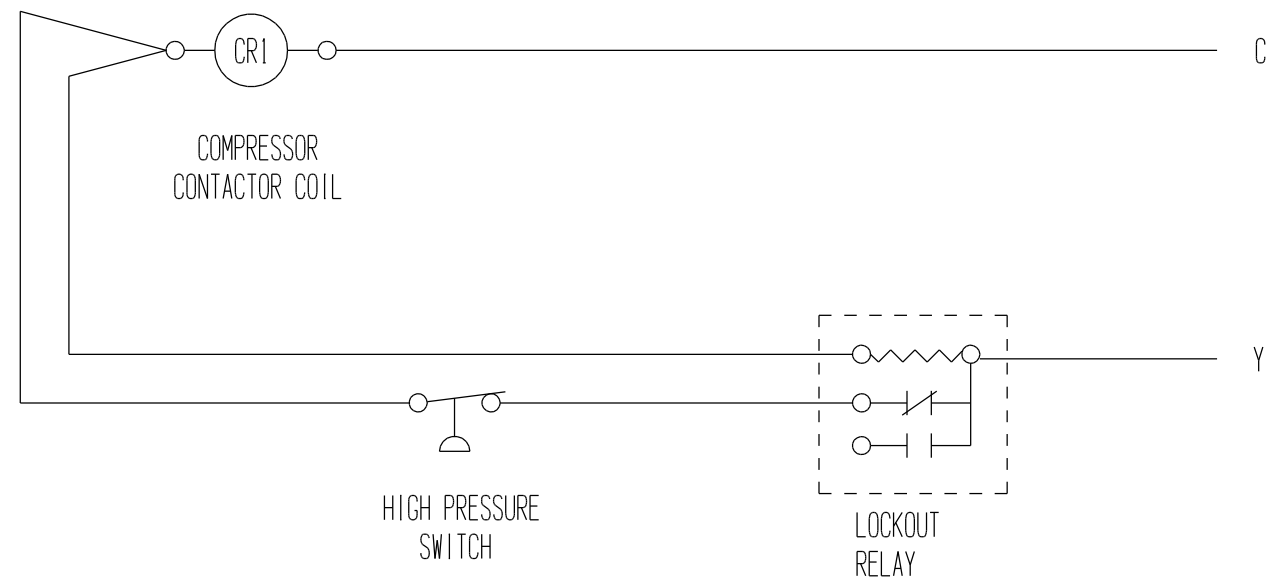 CR1
C
COMPRESSOR
CONTACTOR COIL
Y
HIGH PRESSURE
SWITCH
LOCKOUT
RELAY